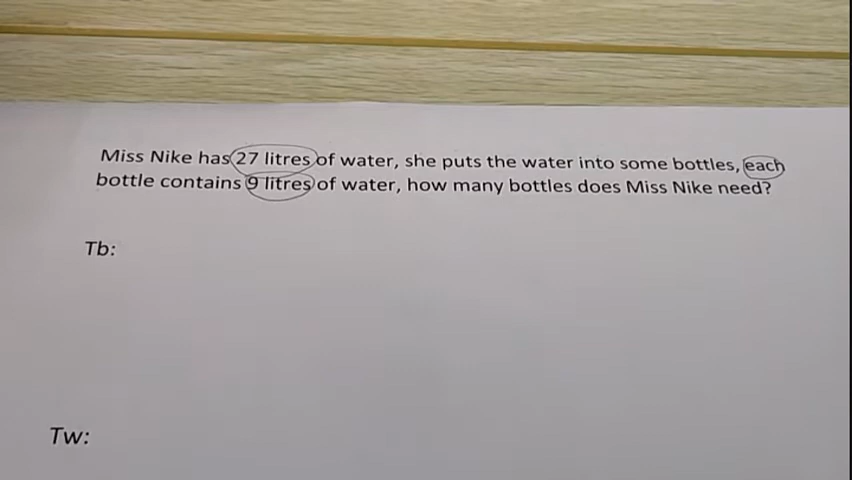 Miss Nike has 27 litres of water, she puts the water into some bottles, each
bottle contains 9 litres of water, how many bottles does Miss Nike need?
Tb:
Tw: